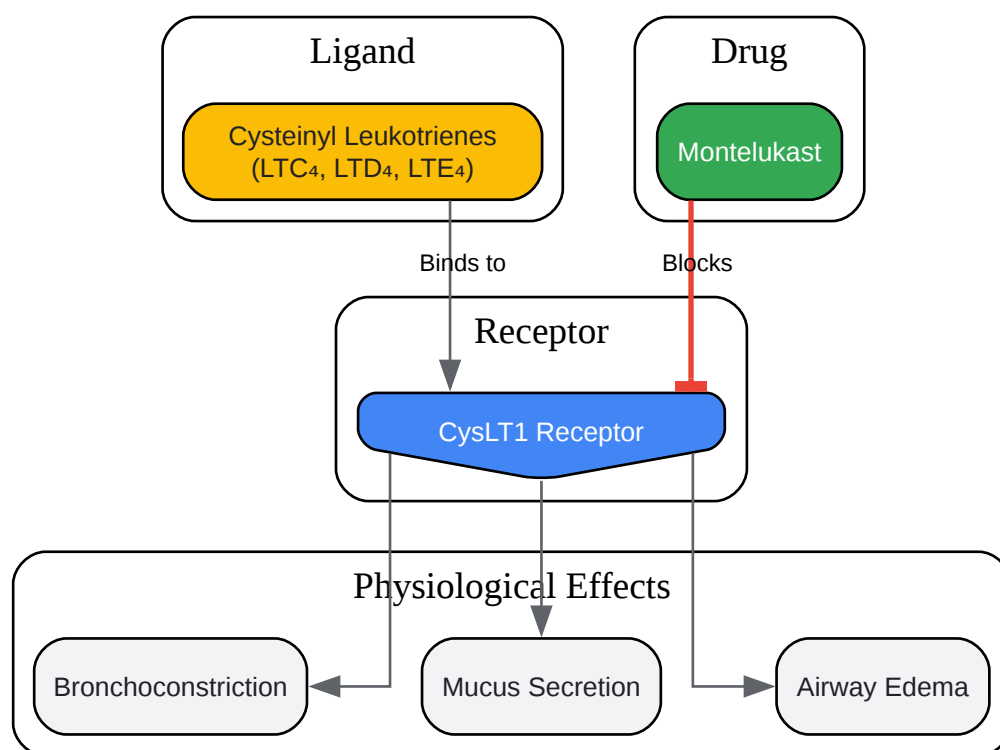 Ligand
Drug
Cysteinyl Leukotrienes
(LTC₄, LTD₄, LTE₄)
Montelukast
Binds to
Blocks
Receptor
CysLT1 Receptor
Physiological Effects
Bronchoconstriction
Mucus Secretion
Airway Edema